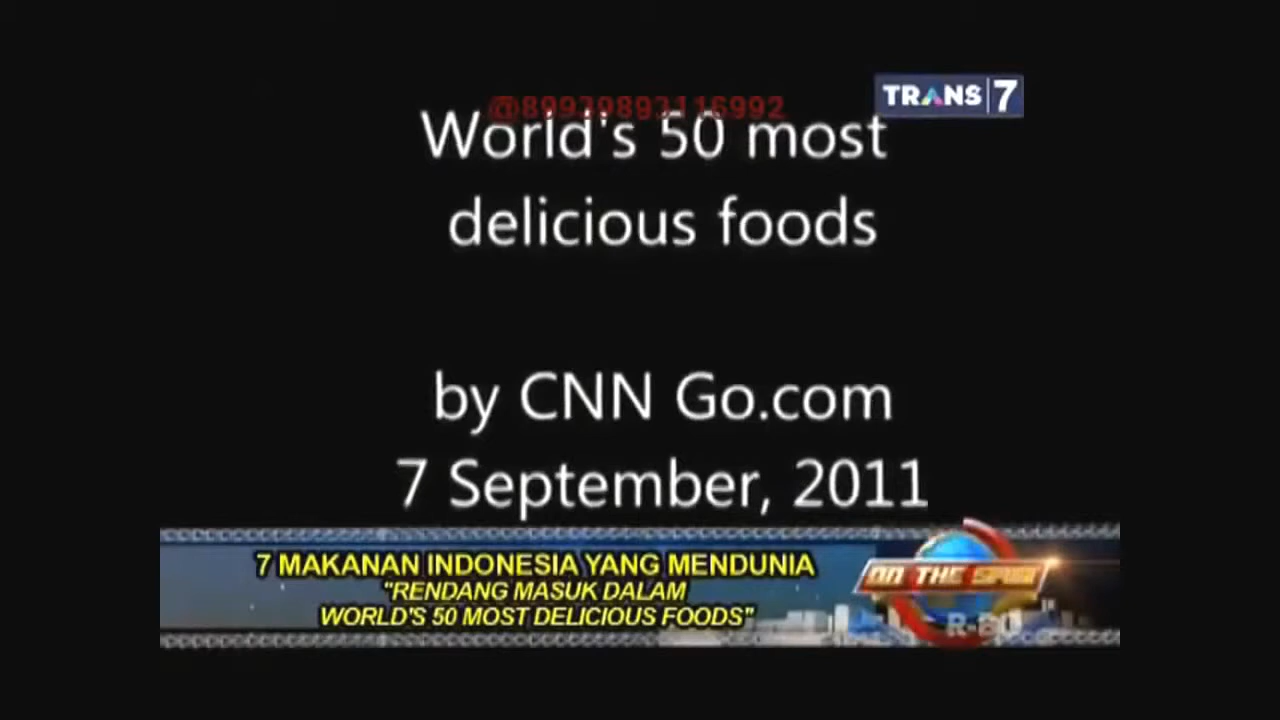 TRANS 7
@89939893116992
World's 50 most
delicious foods
by CNN Go.com
7 September, 2011
7 MAKANAN INDONESIA YANG MENDUNIA
"RENDANG MASUK DALAM
WORLD'S 50 MOST DELICIOUS FOODS"
ON THE SPOT